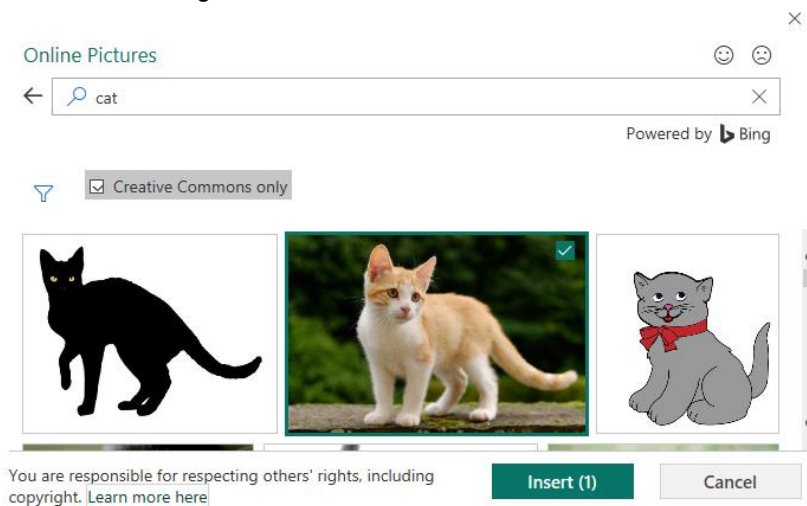 Online Pictures
cat
Powered by Bing
Creative Commons only
You are responsible for respecting others' rights, including
copyright. Learn more here
Insert (1)
Cancel